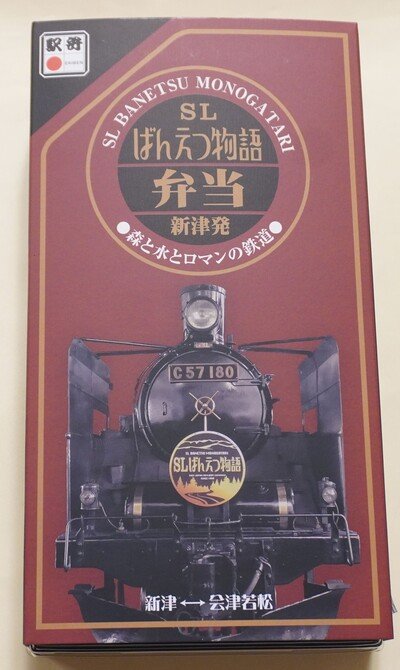 駅弁
EKIBEN
SL BANETSU MONOGATARI
SL
ばんえつ物語
弁当
新津発
●森と水とロマンの鉄道●
C57180
SL BANETSU MONOGATARI
SLばんえつ物語
新津⟷会津若松